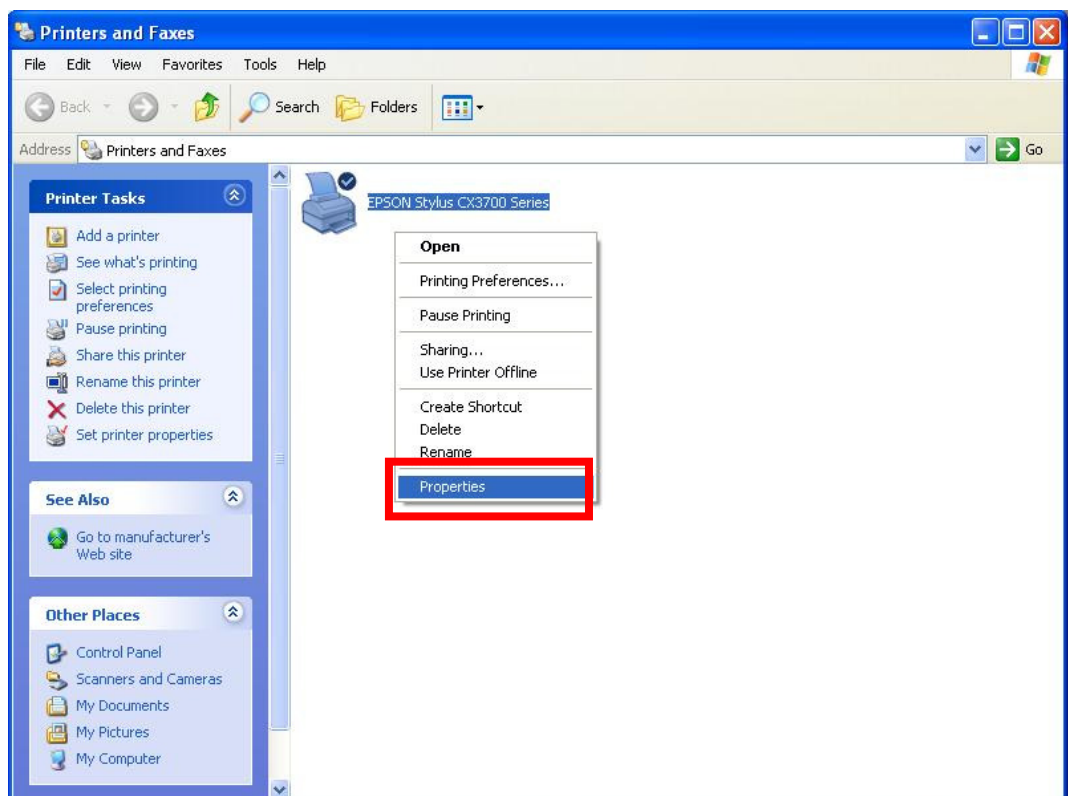 Printers and Faxes
File Edit View Favorites Tools Help
Back Search Folders
Address Printers and Faxes Go
Printer Tasks
Add a printer
See what's printing
Select printing
preferences
Pause printing
Share this printer
Rename this printer
Delete this printer
Set printer properties
See Also
Go to manufacturer's
Web site
Other Places
Control Panel
Scanners and Cameras
My Documents
My Pictures
My Computer
EPSON Stylus CX3700 Series
Open
Printing Preferences...
Pause Printing
Sharing...
Use Printer Offline
Create Shortcut
Delete
Rename
Properties